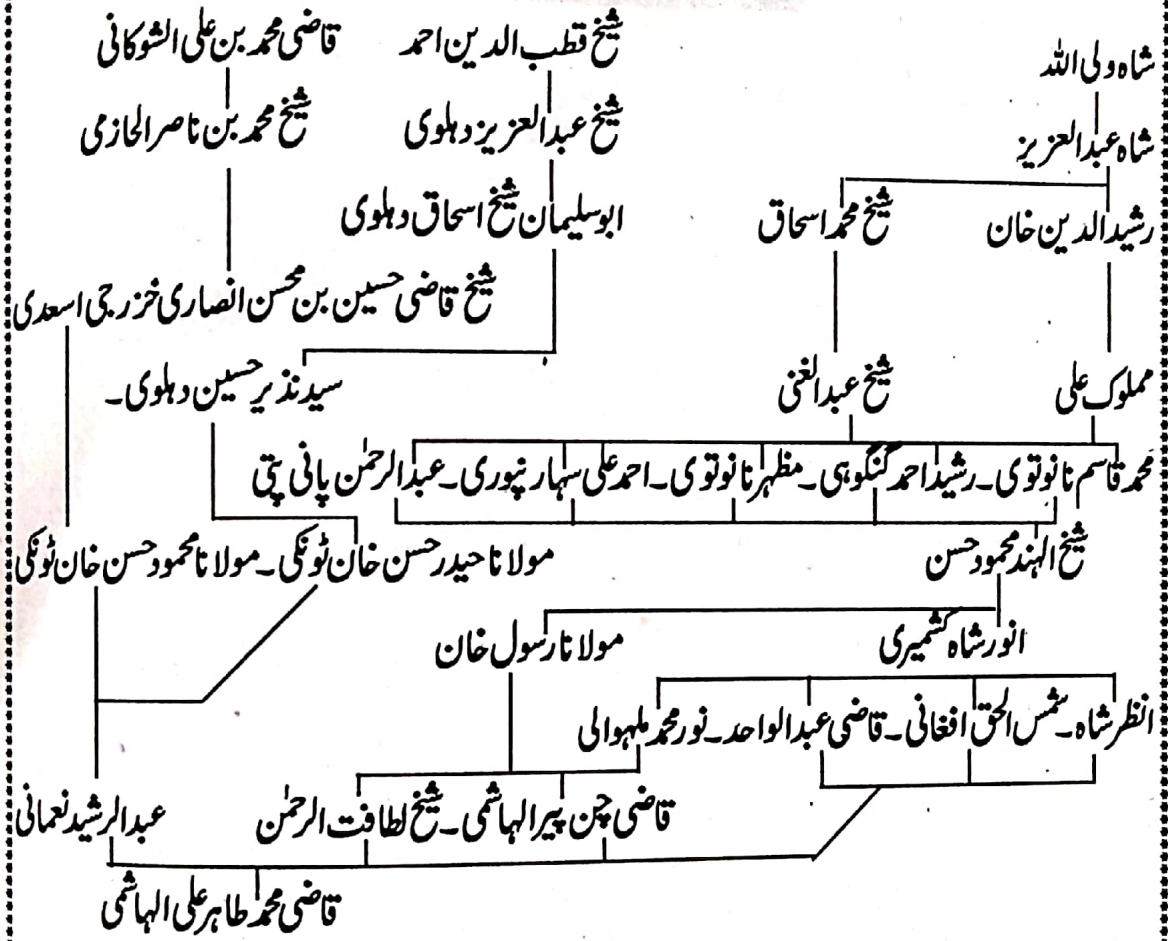 شاہ ولی اللہ شیخ قطب الدین احمد قاضی محمد بن علی الشوکانی
شاہ عبدالعزیز شیخ عبدالعزیز دہلوی شیخ محمد بن ناصر الحازمی
رشید الدین خان شیخ محمد اسحاق ابو سلیمان شیخ اسحاق دہلوی
شیخ قاضی حسین بن محسن انصاری خزرجی اسعدی
مملوک علی شیخ عبدالغنی سید نذیر حسین دہلوی۔
محمد قاسم نانوتوی۔ رشید احمد گنگوہی۔ مظہر نانوتوی۔ احمد علی سہارنپوری۔ عبدالرحمٰن پانی پتی
شیخ الہند محمود حسن مولانا حیدر حسن خان ٹونکی۔ مولانا محمود حسن خان ٹونکی
انور شاہ کشمیری مولانا رسول خان
انظر شاہ۔ شمس الحق افغانی۔ قاضی عبدالواحد۔ نور محمد ملہوالی
قاضی چن پیر الہاشمی۔ شیخ لطافت الرحمٰن عبدالرشید نعمانی
قاضی محمد طاہر علی الہاشمی